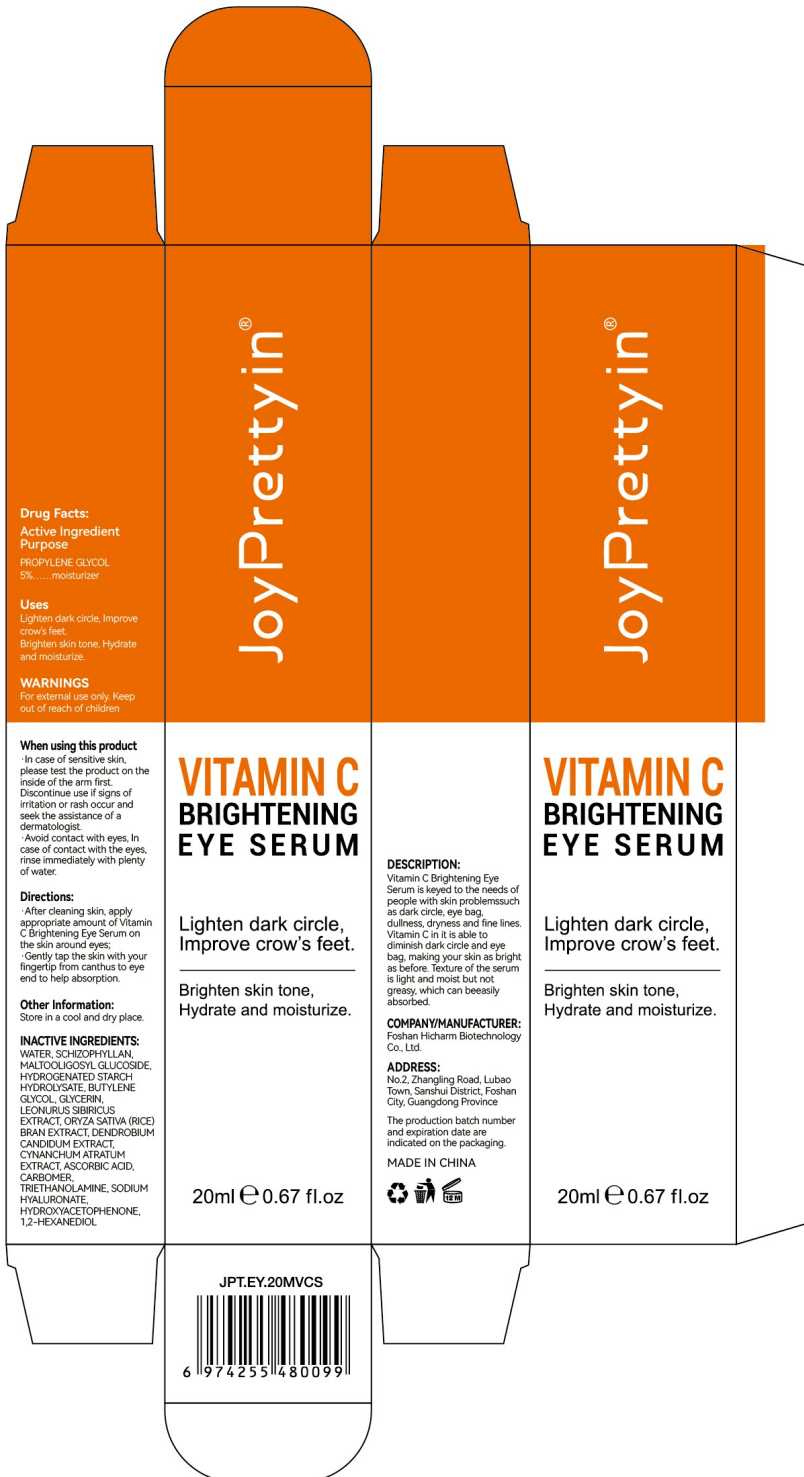 Drug Facts:
Active Ingredient
Purpose
PROPYLENE GLYCOL
5%......moisturizer
Uses
Lighten dark circle, Improve
crow's feet.
Brighten skin tone, Hydrate
and moisturize.
WARNINGS
For external use only. Keep
out of reach of children
When using this product
·In case of sensitive skin,
please test the product on the
inside of the arm first.
Discontinue use if signs of
irritation or rash occur and
seek the assistance of a
dermatologist.
·Avoid contact with eyes, In
case of contact with the eyes,
rinse immediately with plenty
of water.
Directions:
·After cleaning skin, apply
appropriate amount of Vitamin
C Brightening Eye Serum on
the skin around eyes;
·Gently tap the skin with your
fingertip from canthus to eye
end to help absorption.
Other Information:
Store in a cool and dry place.
INACTIVE INGREDIENTS:
WATER, SCHIZOPHYLLAN,
MALTOOLIGOSYL GLUCOSIDE,
HYDROGENATED STARCH
HYDROLYSATE, BUTYLENE
GLYCOL, GLYCERIN,
LEONURUS SIBIRICUS
EXTRACT, ORYZA SATIVA (RICE)
BRAN EXTRACT, DENDROBIUM
CANDIDUM EXTRACT,
CYNANCHUM ATRATUM
EXTRACT, ASCORBIC ACID,
CARBOMER,
TRIETHANOLAMINE, SODIUM
HYALURONATE,
HYDROXYACETOPHENONE,
1,2-HEXANEDIOL
JoyPrettyin®
VITAMIN C
BRIGHTENING
EYE SERUM
Lighten dark circle,
Improve crow's feet.
Brighten skin tone,
Hydrate and moisturize.
20ml ℮ 0.67 fl.oz
JPT.EY.20MVCS
6 974255 480099
DESCRIPTION:
Vitamin C Brightening Eye
Serum is keyed to the needs of
people with skin problemssuch
as dark circle, eye bag,
dullness, dryness and fine lines.
Vitamin C in it is able to
diminish dark circle and eye
bag, making your skin as bright
as before. Texture of the serum
is light and moist but not
greasy, which can beeasily
absorbed.
COMPANY/MANUFACTURER:
Foshan Hicharm Biotechnology
Co., Ltd.
ADDRESS:
No.2, Zhangling Road, Lubao
Town, Sanshui District, Foshan
City, Guangdong Province
The production batch number
and expiration date are
indicated on the packaging.
MADE IN CHINA
12M
JoyPrettyin®
VITAMIN C
BRIGHTENING
EYE SERUM
Lighten dark circle,
Improve crow's feet.
Brighten skin tone,
Hydrate and moisturize.
20ml ℮ 0.67 fl.oz